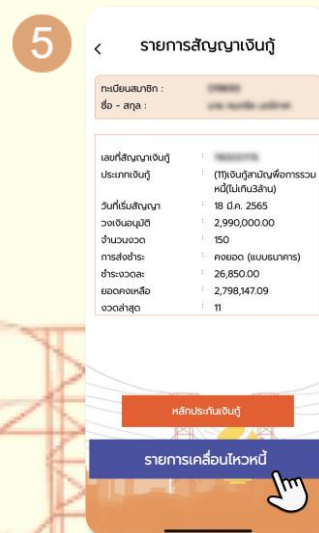 5
< รายการสัญญาเงินกู้
ทะเบียนสมาชิก :
ชื่อ - สกุล :
เลขที่สัญญาเงินกู้ :
ประเภทเงินกู้ : (11)เงินกู้สามัญเพื่อการรวม
หนี้(ไม่เกิน3ล้าน)
วันที่เริ่มสัญญา : 18 มี.ค. 2565
วงเงินอนุมัติ : 2,990,000.00
จำนวนงวด : 150
การส่งชำระ : คงยอด (แบบธนาคาร)
ชำระงวดละ : 26,850.00
ยอดคงเหลือ : 2,798,147.09
งวดล่าสุด : 11
หลักประกันเงินกู้
รายการเคลื่อนไหวหนี้